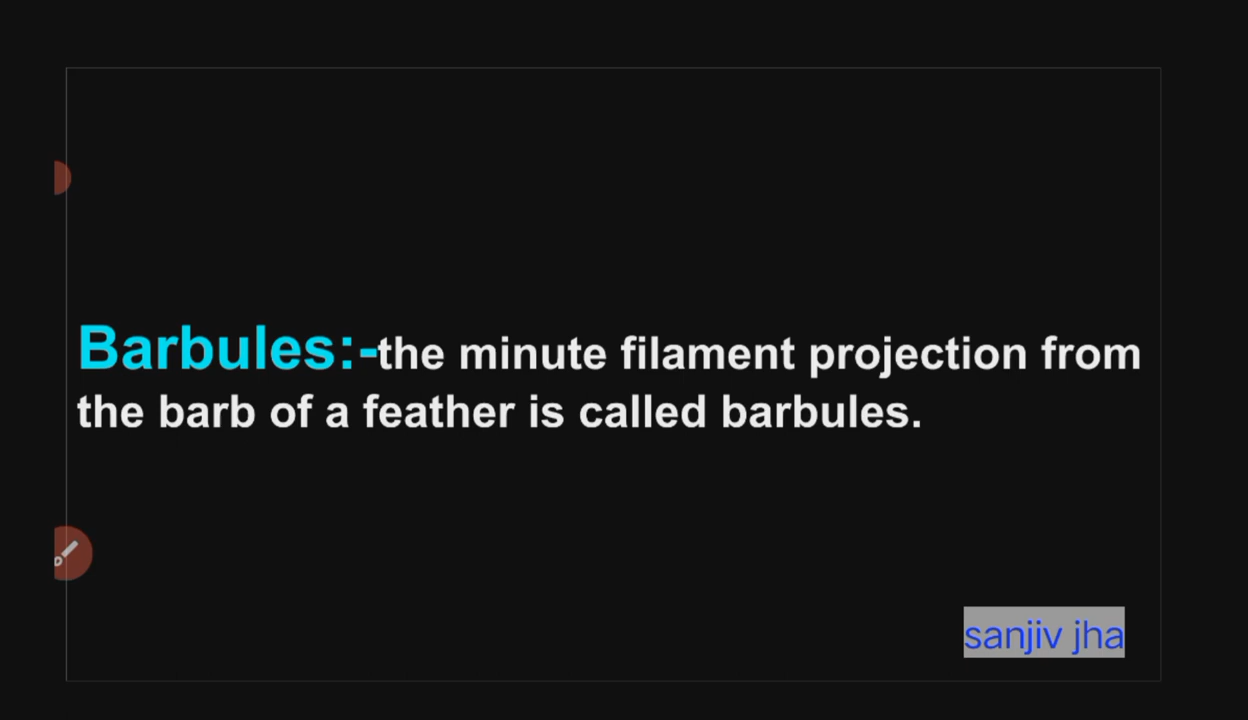 Barbules:-the minute filament projection from
the barb of a feather is called barbules.
sanjiv jha